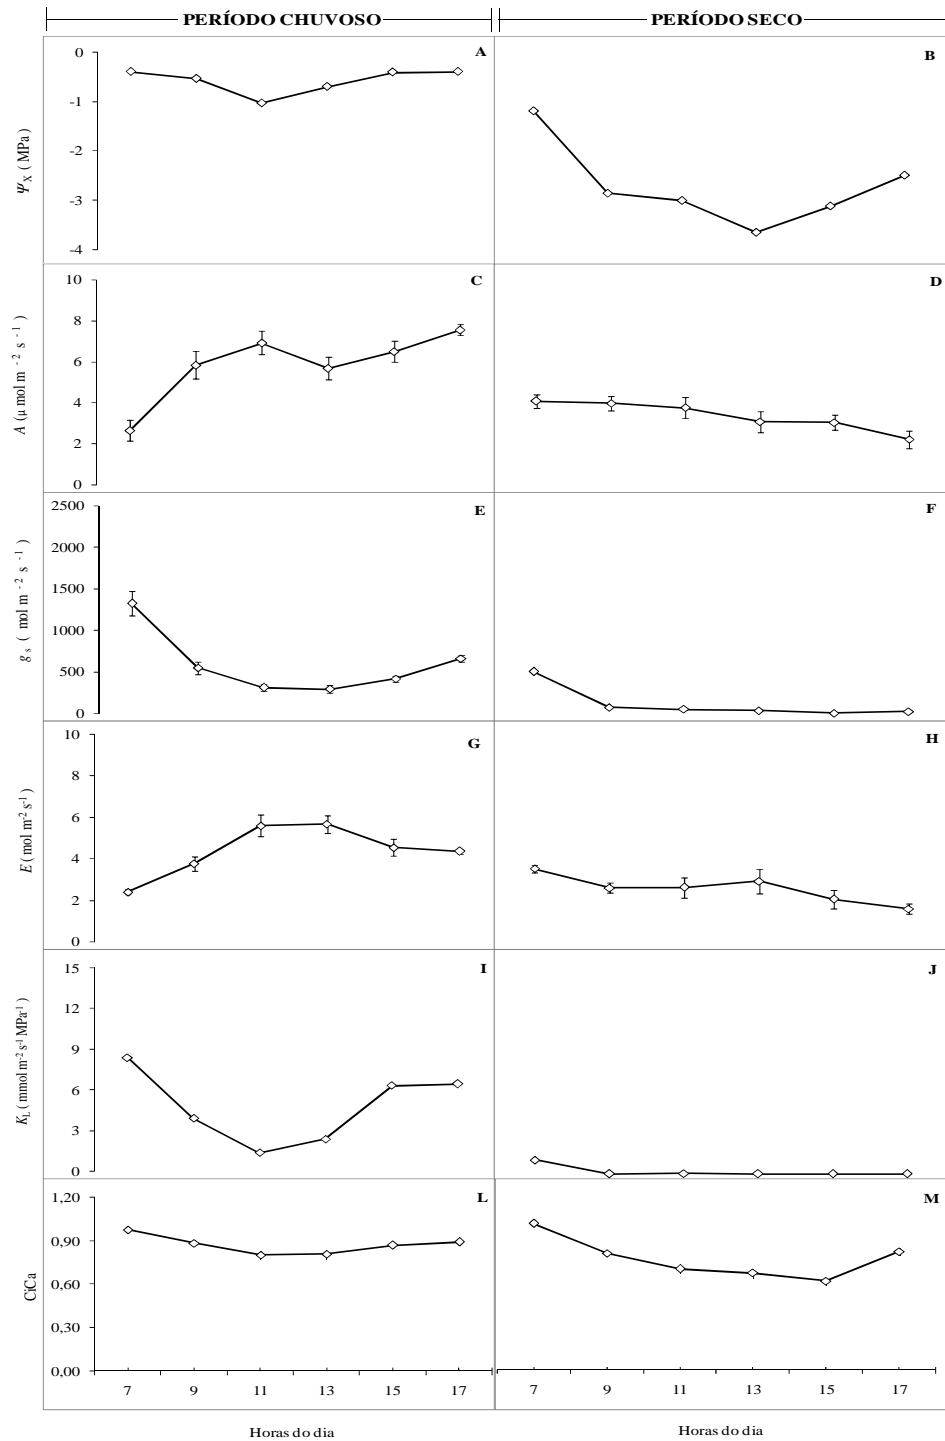 PERÍODO CHUVOSO
PERÍODO SECO
A
B
Ψx ( MPa)
0
-1
-2
-3
-4
C
D
A (µ mol m - 2 s - 1)
10
8
6
4
2
0
E
F
g s ( mol m - 2 s - 1)
2500
2000
1500
1000
500
0
G
H
E ( mol m-2 s-1)
10
8
6
4
2
0
I
J
KL ( mmol m-2 s-1 MPa-1 )
15
12
9
6
3
0
L
M
CiCa
1,20
0,90
0,60
0,30
0,00
7 9 11 13 15 17
7 9 11 13 15 17
Horas do dia
Horas do dia